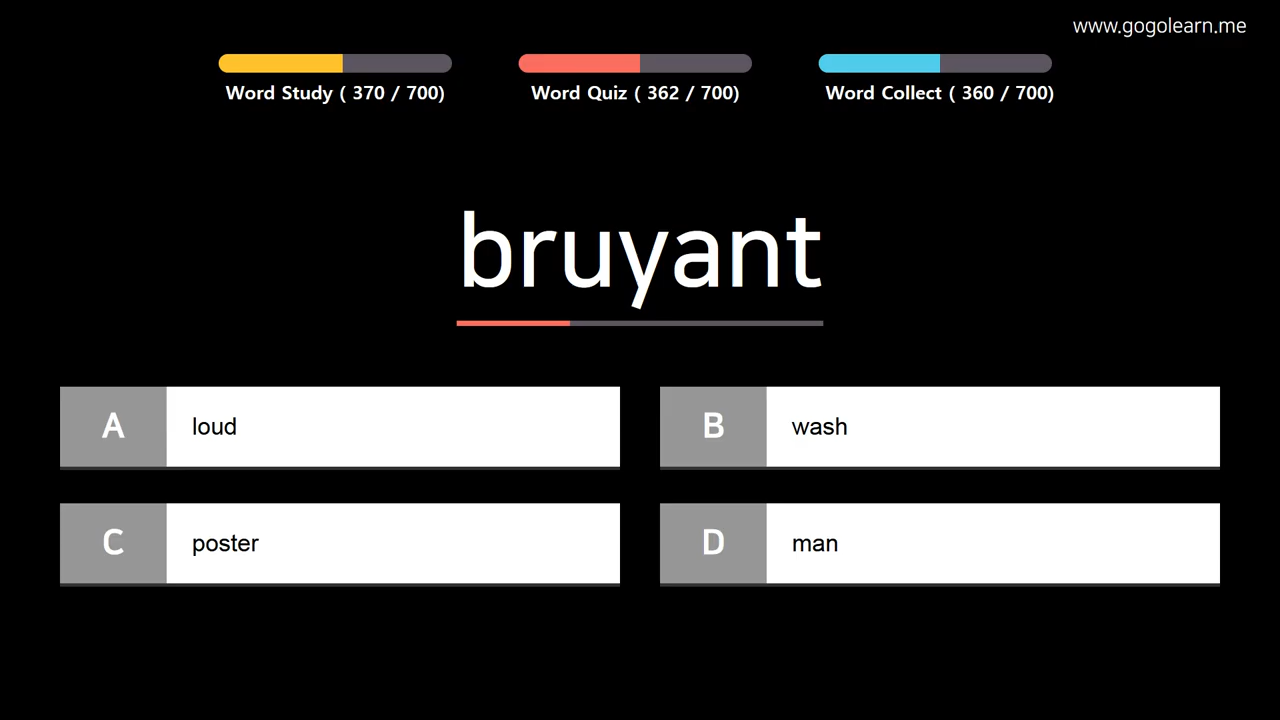 www.gogolearn.me
Word Study ( 370 / 700)
Word Quiz ( 362 / 700)
Word Collect ( 360 / 700)
bruyant
A loud
B wash
C poster
D man